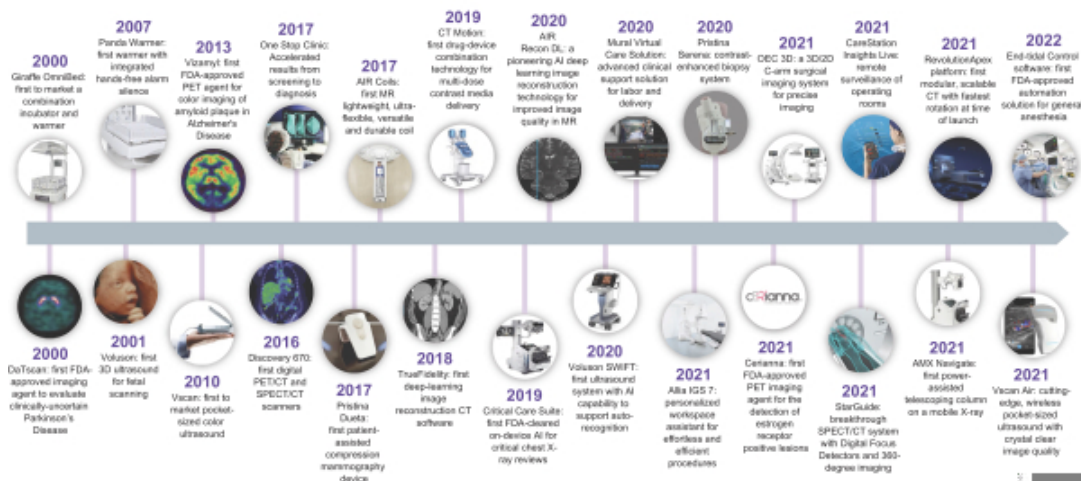 2000
Giraffe OmniBed:
first to market a
combination
incubator and
warmer
2007
Panda Warmer:
first warmer with
integrated
hands-free alarm
silence
2013
Vizamyl: first
FDA-approved
PET agent for
color imaging of
amyloid plaque in
Alzheimer's
Disease
2017
One Stop Clinic:
Accelerated
results from
screening to
diagnosis
2017
AIR Coils: first MR
lightweight, ultra-
flexible, versatile
and durable coil
2019
CT Motion:
first drug-device
combination
technology for
multi-dose
contrast media
delivery
2020
AIR
Recon DL: a
pioneering AI deep
learning image
reconstruction
technology for
improved image
quality in MR
2020
Mural Virtual
Care Solution:
advanced clinical
support solution
for labor and
delivery
2020
Pristina
Serena: contrast-
enhanced biopsy
system
2021
OEC 3D: a 3D/2D
C-arm surgical
imaging system
for precise
imaging
2021
CareStation
Insights Live:
remote
surveillance of
operating
rooms
2021
RevolutionApex
platform: first
modular, scalable
CT with fastest
rotation at time
of launch
2022
End-tidal Control
software: first
FDA-approved
automation
solution for general
anesthesia
2000
DaTscan: first FDA-
approved imaging
agent to evaluate
clinically-uncertain
Parkinson's
Disease
2001
Voluson: first
3D ultrasound
for fetal
scanning
2010
Vscan: first to
market pocket-
sized color
ultrasound
2016
Discovery 670:
first digital
PET/CT and
SPECT/CT
scanners
2017
Pristina
Dueta:
first patient-
assisted
compression
mammography
device
2018
TrueFidelity: first
deep-learning
image
reconstruction CT
software
2019
Critical Care Suite:
first FDA-cleared
on-device AI for
critical chest X-
ray reviews
2020
Voluson SWIFT:
first ultrasound
system with AI
capability to
support auto-
recognition
2021
Allia IGS 7:
personalized
workspace
assistant for
effortless and
efficient
procedures
cerianna
2021
Cerianna: first
FDA-approved
PET imaging
agent for the
detection of
estrogen
receptor
positive lesions
2021
StarGuide:
breakthrough
SPECT/CT system
with Digital Focus
Detectors and 360-
degree imaging
2021
AMX Navigate:
first power-
assisted
telescoping column
on a mobile X-ray
2021
Vscan Air: cutting-
edge, wireless
pocket-sized
ultrasound with
crystal clear
image quality